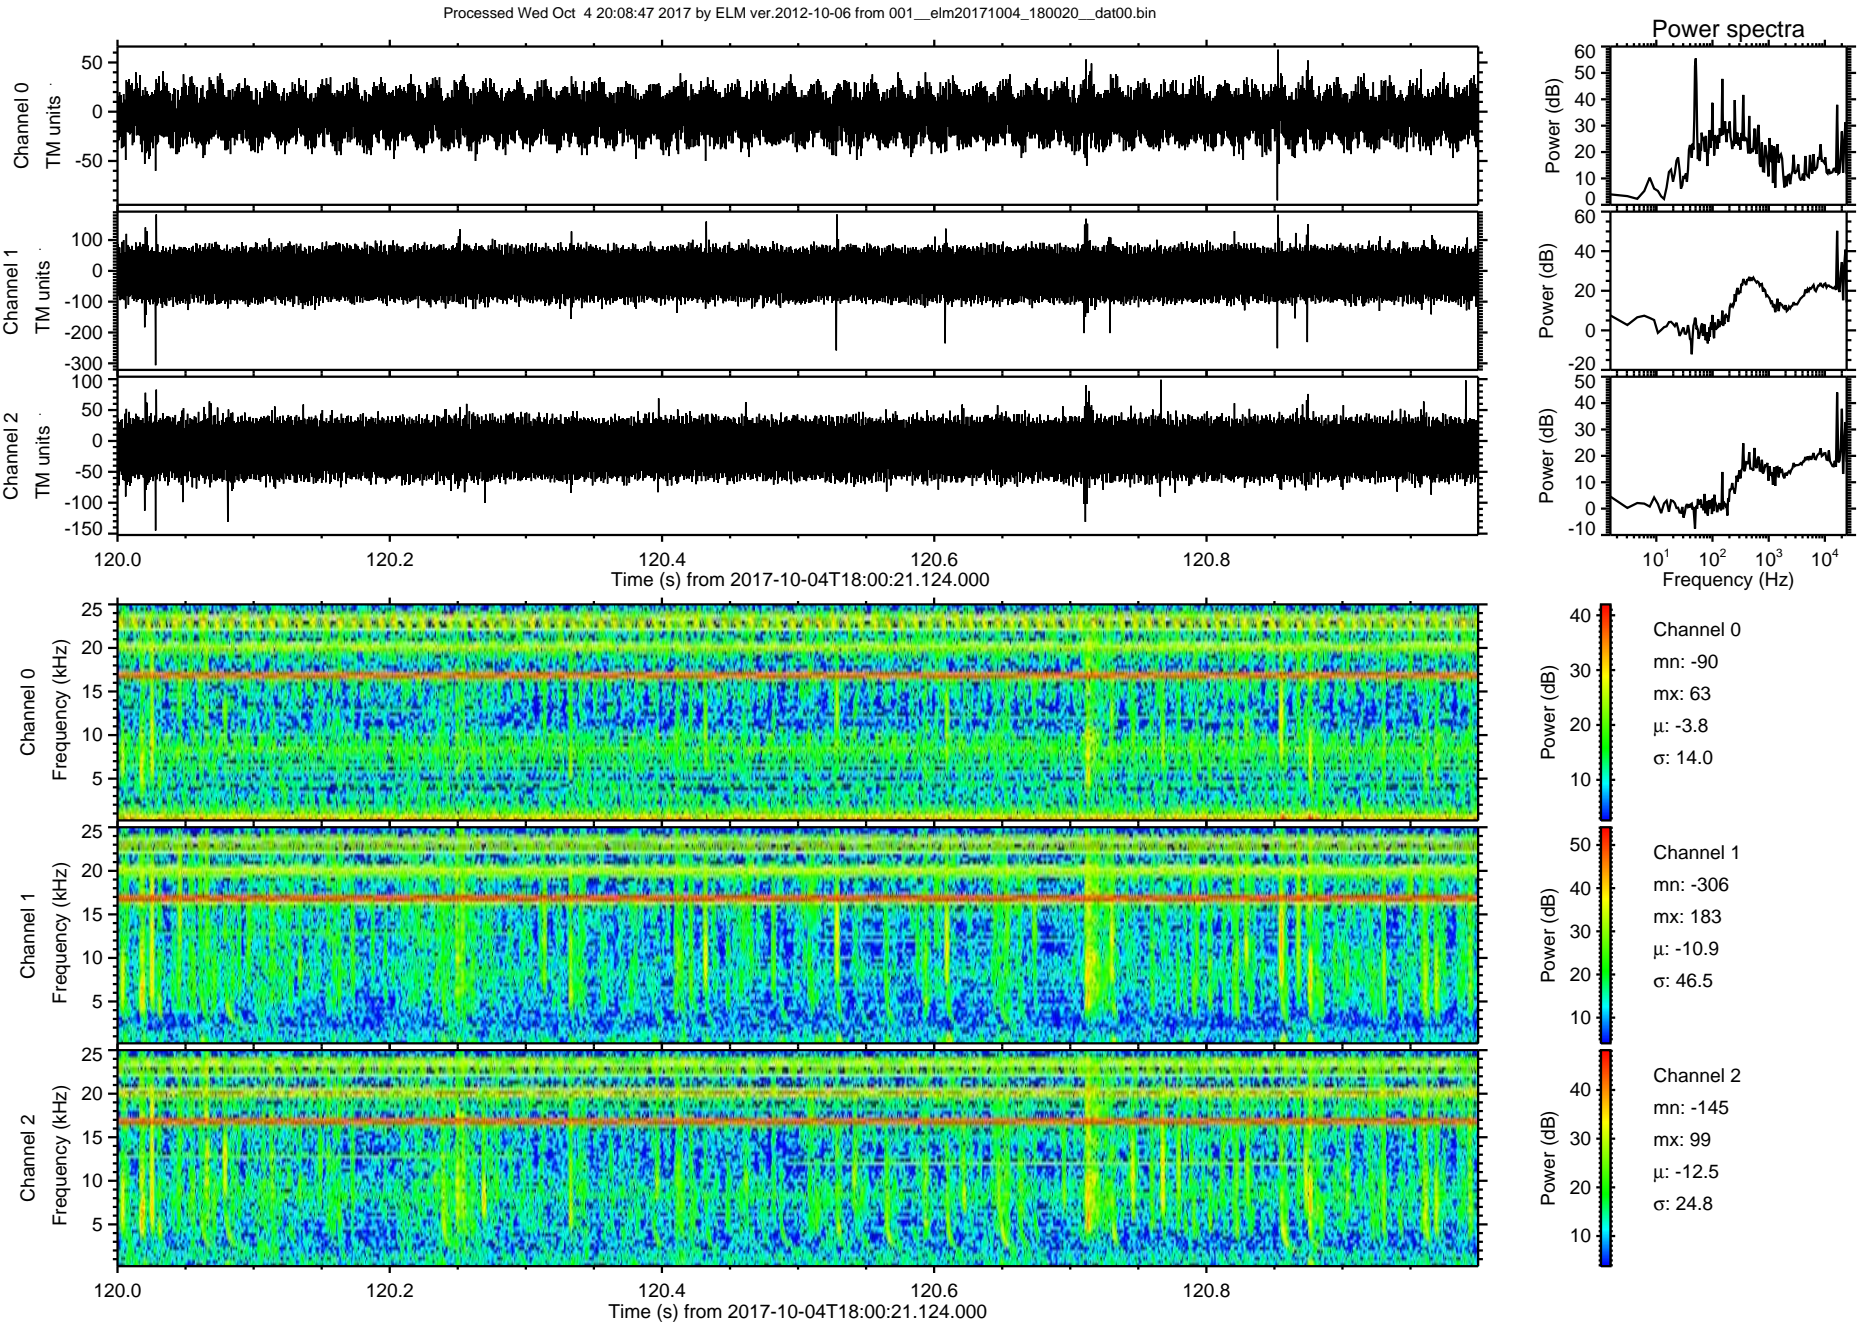 Processed Wed Oct  4 20:08:47 2017 by ELM ver.2012-10-06 from 001__elm20171004_180020__dat00.bin
Power spectra
Channel 0
TM units
50
0
-50
Power (dB)
60
50
40
30
20
10
0
Channel 1
TM units
100
0
-100
-200
-300
Power (dB)
60
40
20
0
-20
Channel 2
TM units
100
50
0
-50
-100
-150
Power (dB)
50
40
30
20
10
0
-10
120.0 120.2 120.4 120.6 120.8
Time (s) from 2017-10-04T18:00:21.124.000
10¹ 10² 10³ 10⁴
Frequency (Hz)
Channel 0
Frequency (kHz)
25
20
15
10
5
Power (dB)
40
30
20
10
Channel 0
mn: -90
mx: 63
μ: -3.8
σ: 14.0
Channel 1
Frequency (kHz)
25
20
15
10
5
Power (dB)
50
40
30
20
10
Channel 1
mn: -306
mx: 183
μ: -10.9
σ: 46.5
Channel 2
Frequency (kHz)
25
20
15
10
5
Power (dB)
40
30
20
10
Channel 2
mn: -145
mx: 99
μ: -12.5
σ: 24.8
120.0 120.2 120.4 120.6 120.8
Time (s) from 2017-10-04T18:00:21.124.000